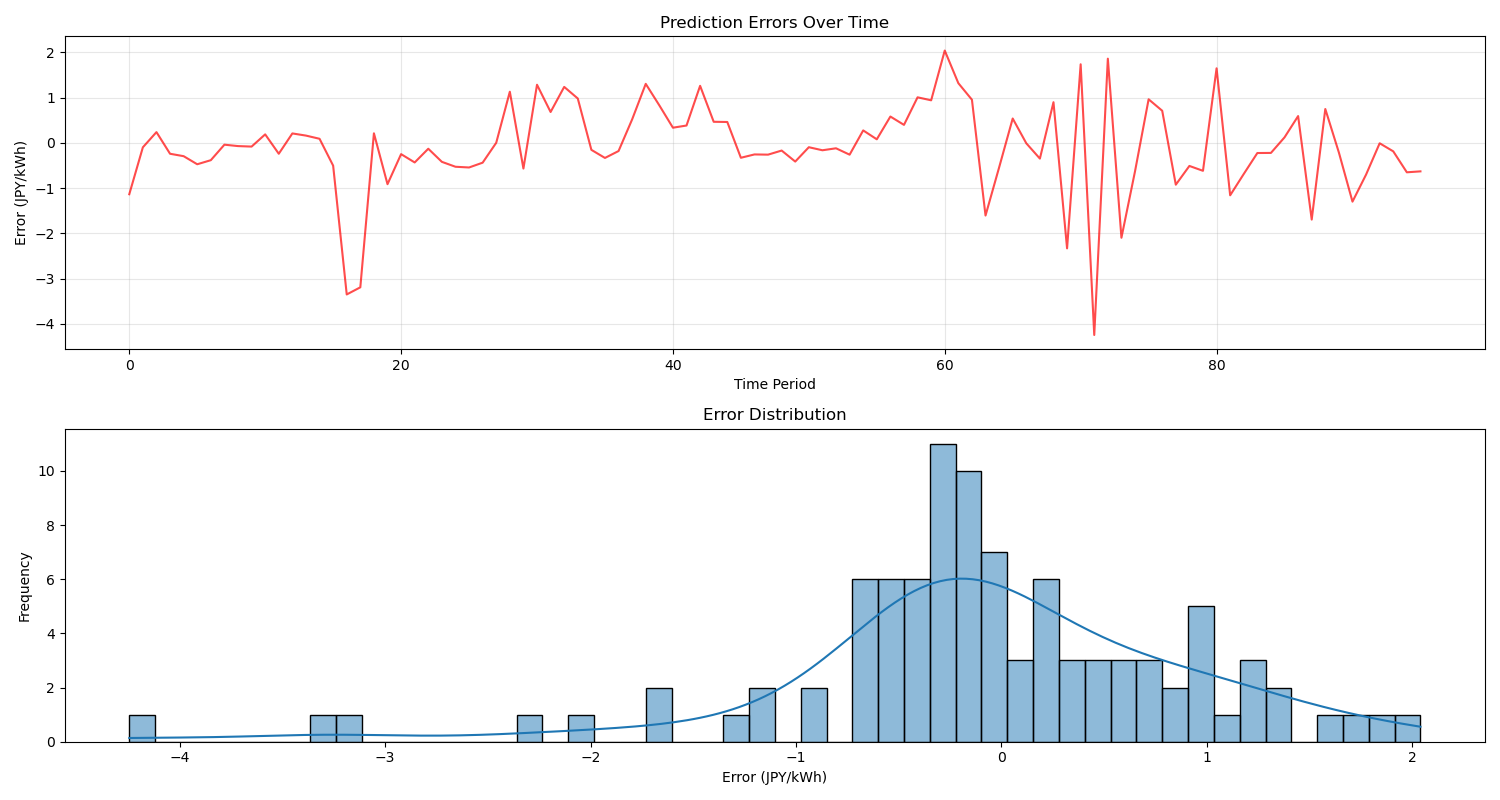 Prediction Errors Over Time
Error (JPY/kWh)
2
1
0
−1
−2
−3
−4
0 20 40 60 80
Time Period
Error Distribution
Frequency
10
8
6
4
2
0
−4 −3 −2 −1 0 1 2
Error (JPY/kWh)